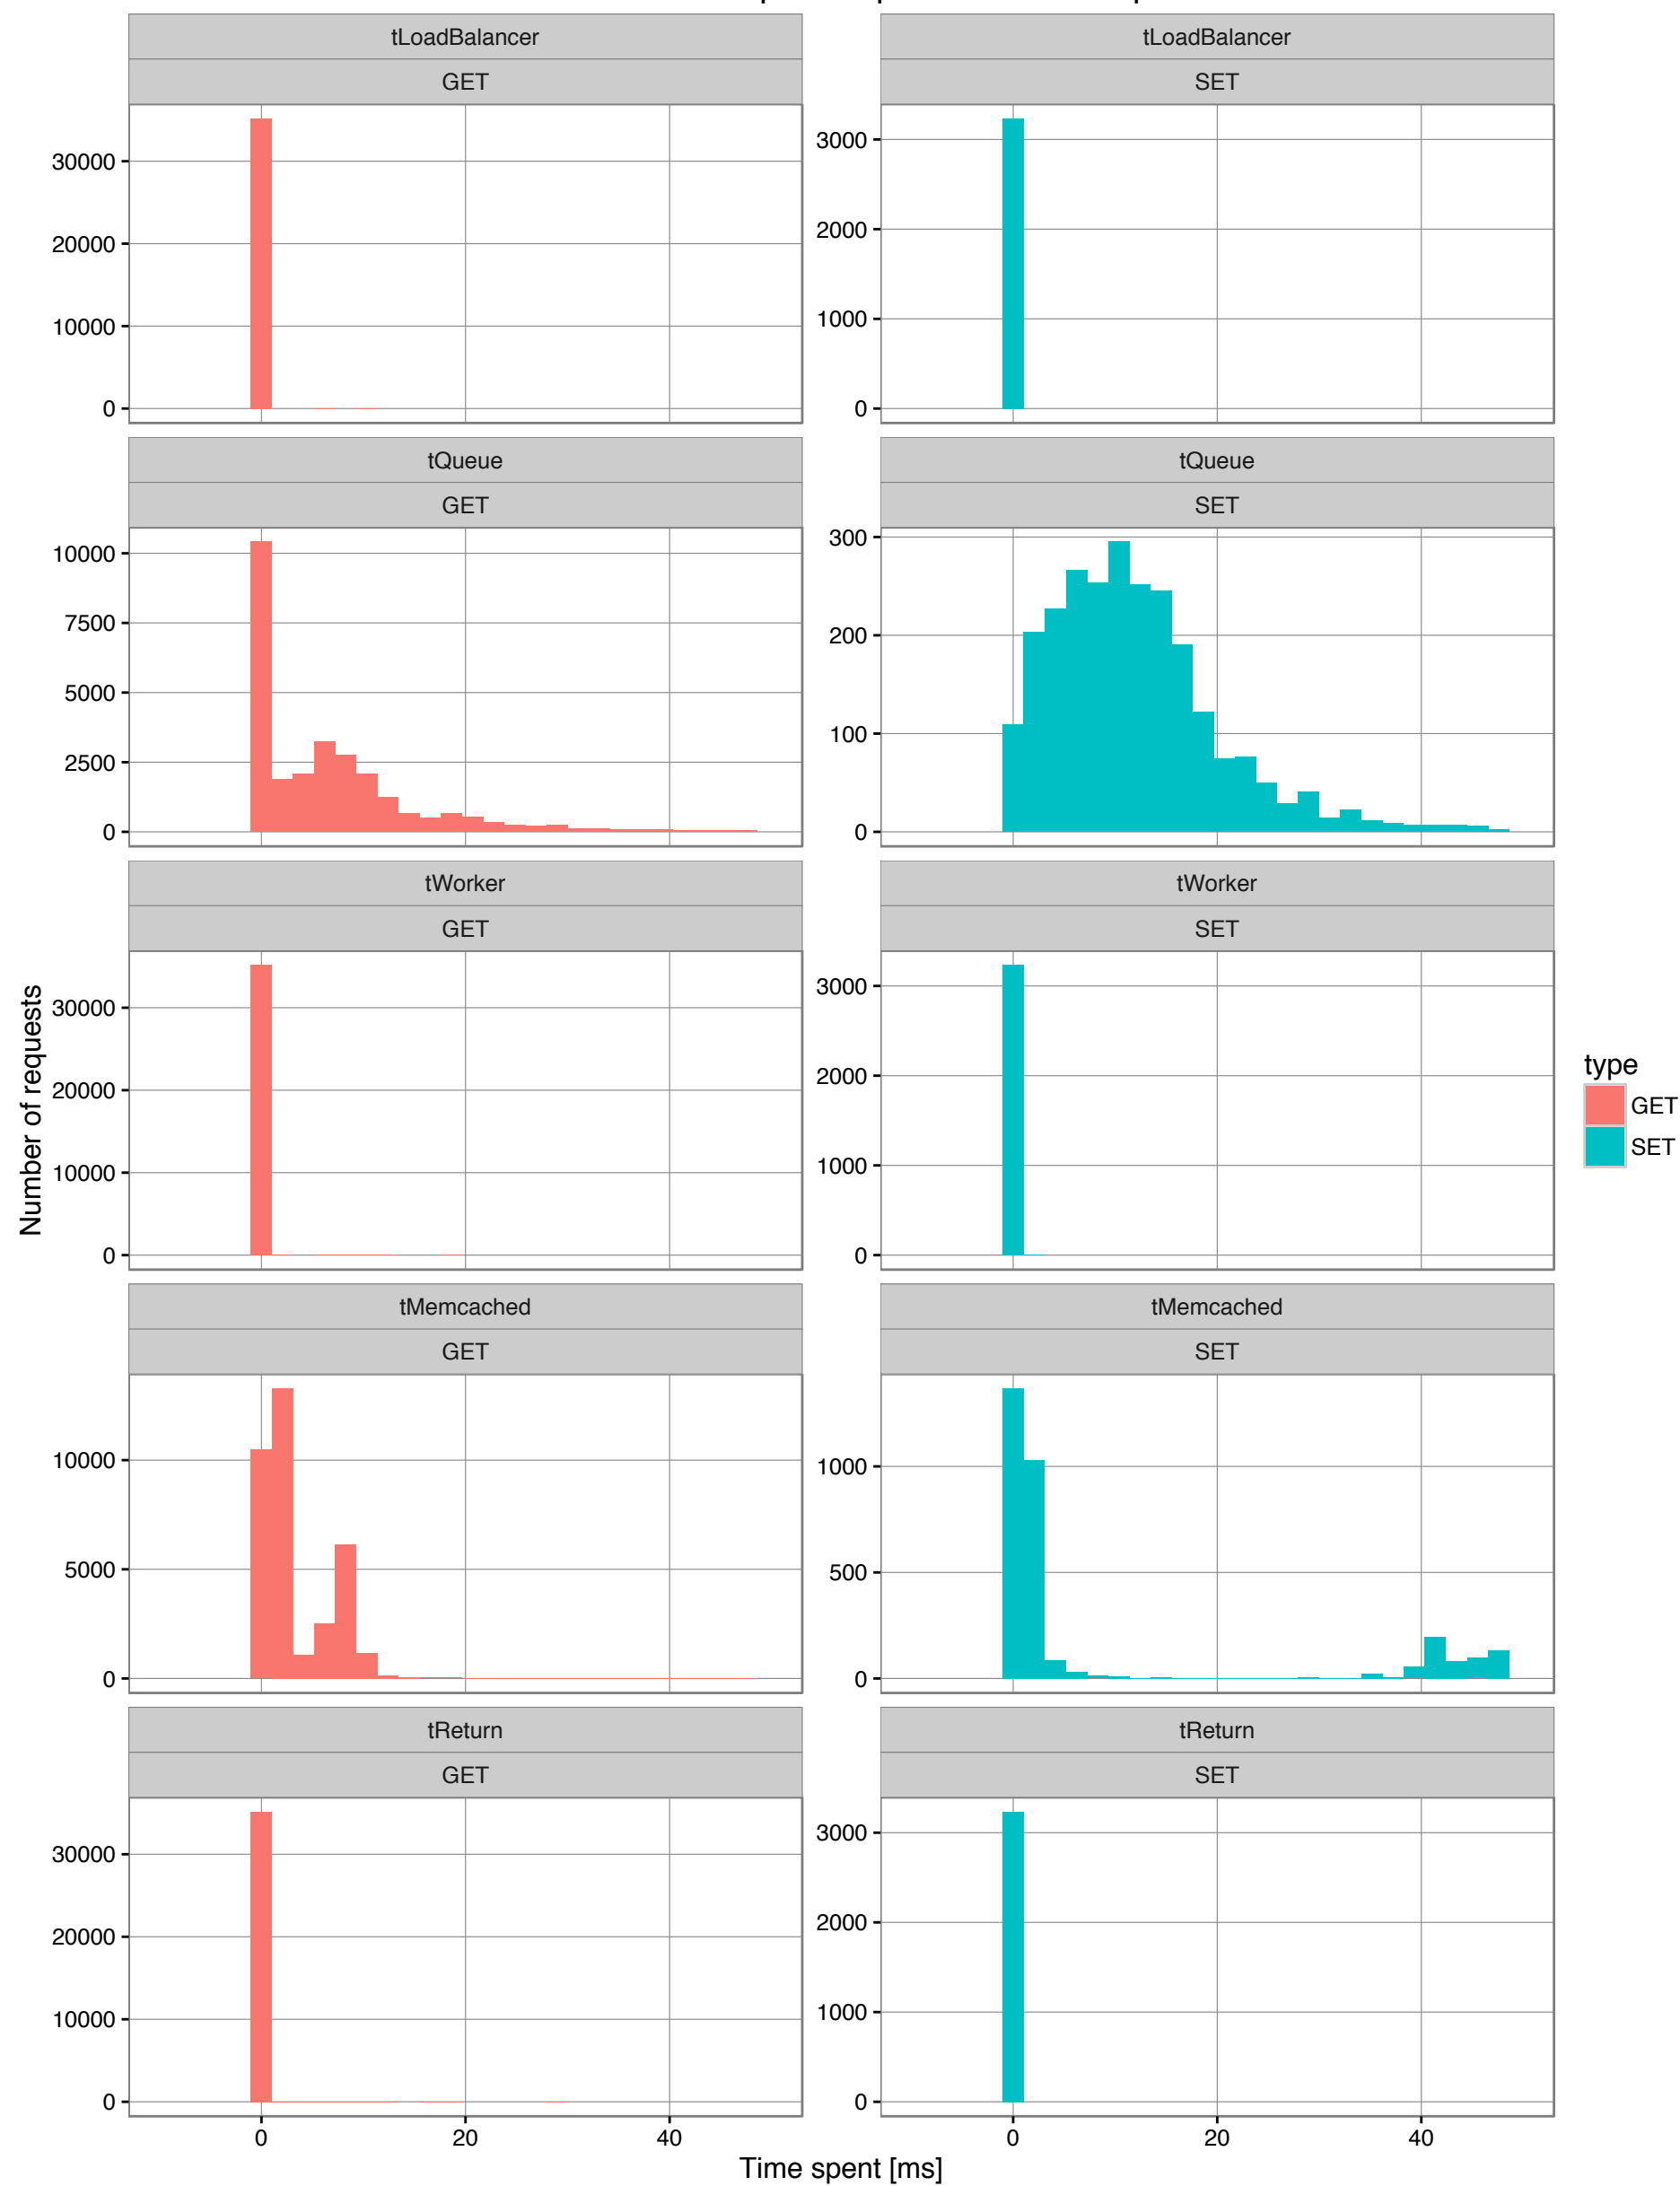 tLoadBalancer
GET
30000
20000
10000
0
tLoadBalancer
SET
3000
2000
1000
0
tQueue
GET
10000
7500
5000
2500
0
tQueue
SET
300
200
100
0
tWorker
GET
30000
20000
10000
0
tWorker
SET
3000
2000
1000
0
tMemcached
GET
10000
5000
0
tMemcached
SET
1000
500
0
tReturn
GET
30000
20000
10000
0
0 20 40
tReturn
SET
3000
2000
1000
0
0 20 40
Number of requests
Time spent [ms]
type
GET
SET